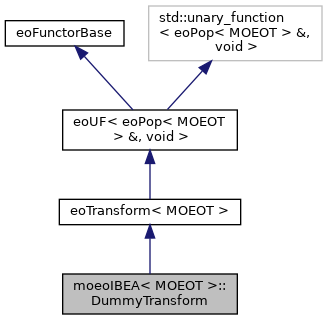 eoFunctorBase
std::unary_function
< eoPop< MOEOT > &,
void >
eoUF< eoPop< MOEOT
> &, void >
eoTransform< MOEOT >
moeoIBEA< MOEOT >::
DummyTransform